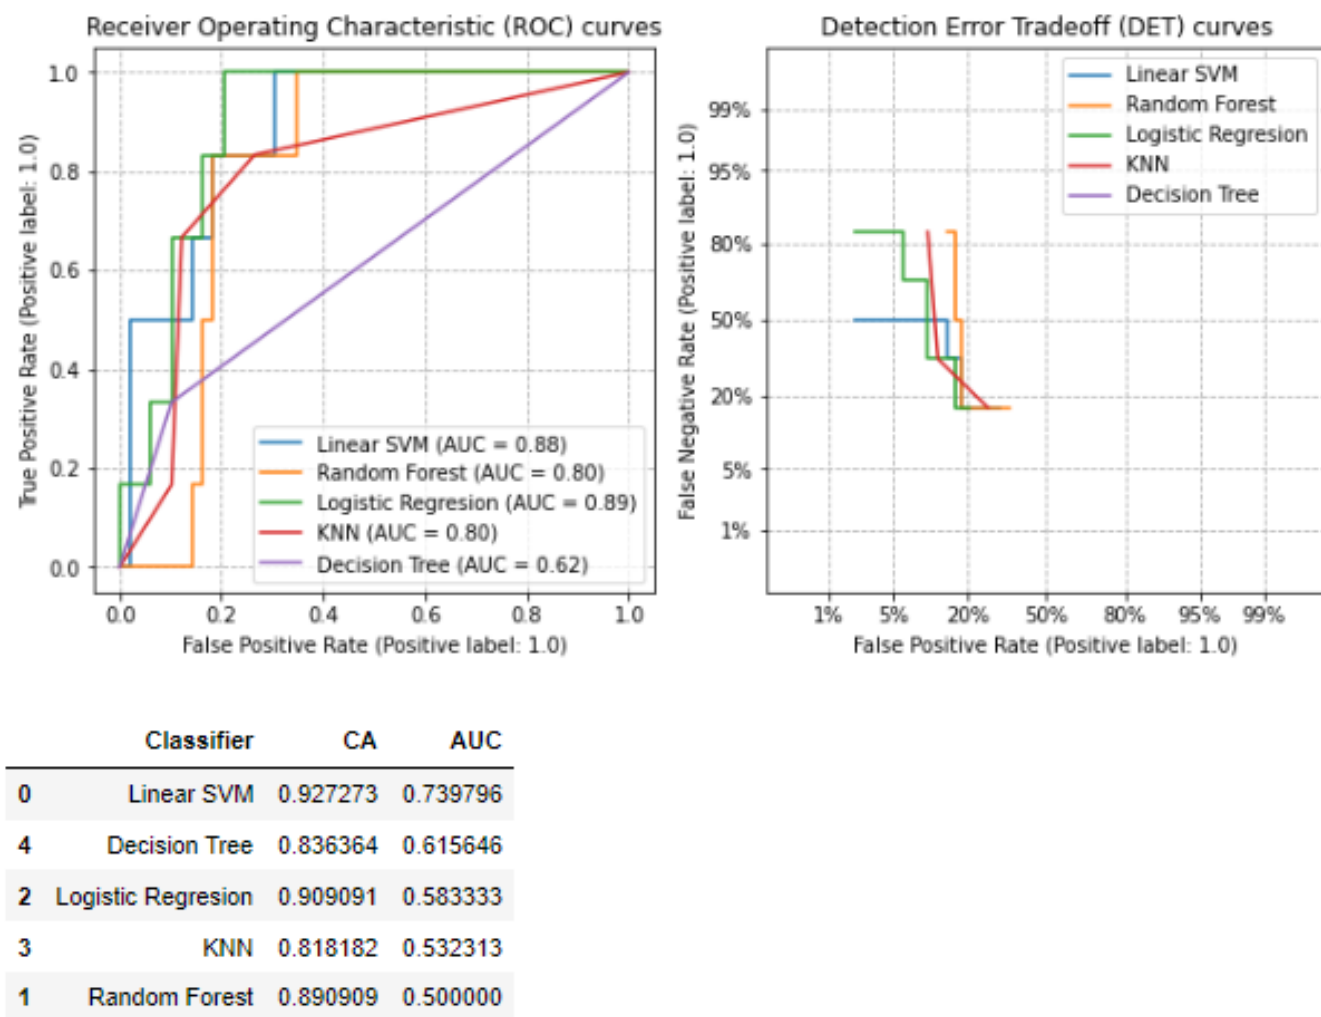 Receiver Operating Characteristic (ROC) curves
True Positive Rate (Positive label: 1.0)
1.0
0.8
0.6
0.4
0.2
0.0
Linear SVM (AUC = 0.88)
Random Forest (AUC = 0.80)
Logistic Regresion (AUC = 0.89)
KNN (AUC = 0.80)
Decision Tree (AUC = 0.62)
0.0 0.2 0.4 0.6 0.8 1.0
False Positive Rate (Positive label: 1.0)
Detection Error Tradeoff (DET) curves
False Negative Rate (Positive label: 1.0)
99%
95%
80%
50%
20%
5%
1%
Linear SVM
Random Forest
Logistic Regresion
KNN
Decision Tree
1% 5% 20% 50% 80% 95% 99%
False Positive Rate (Positive label: 1.0)
Classifier CA AUC
0 Linear SVM 0.927273 0.739796
4 Decision Tree 0.836364 0.615646
2 Logistic Regresion 0.909091 0.583333
3 KNN 0.818182 0.532313
1 Random Forest 0.890909 0.500000